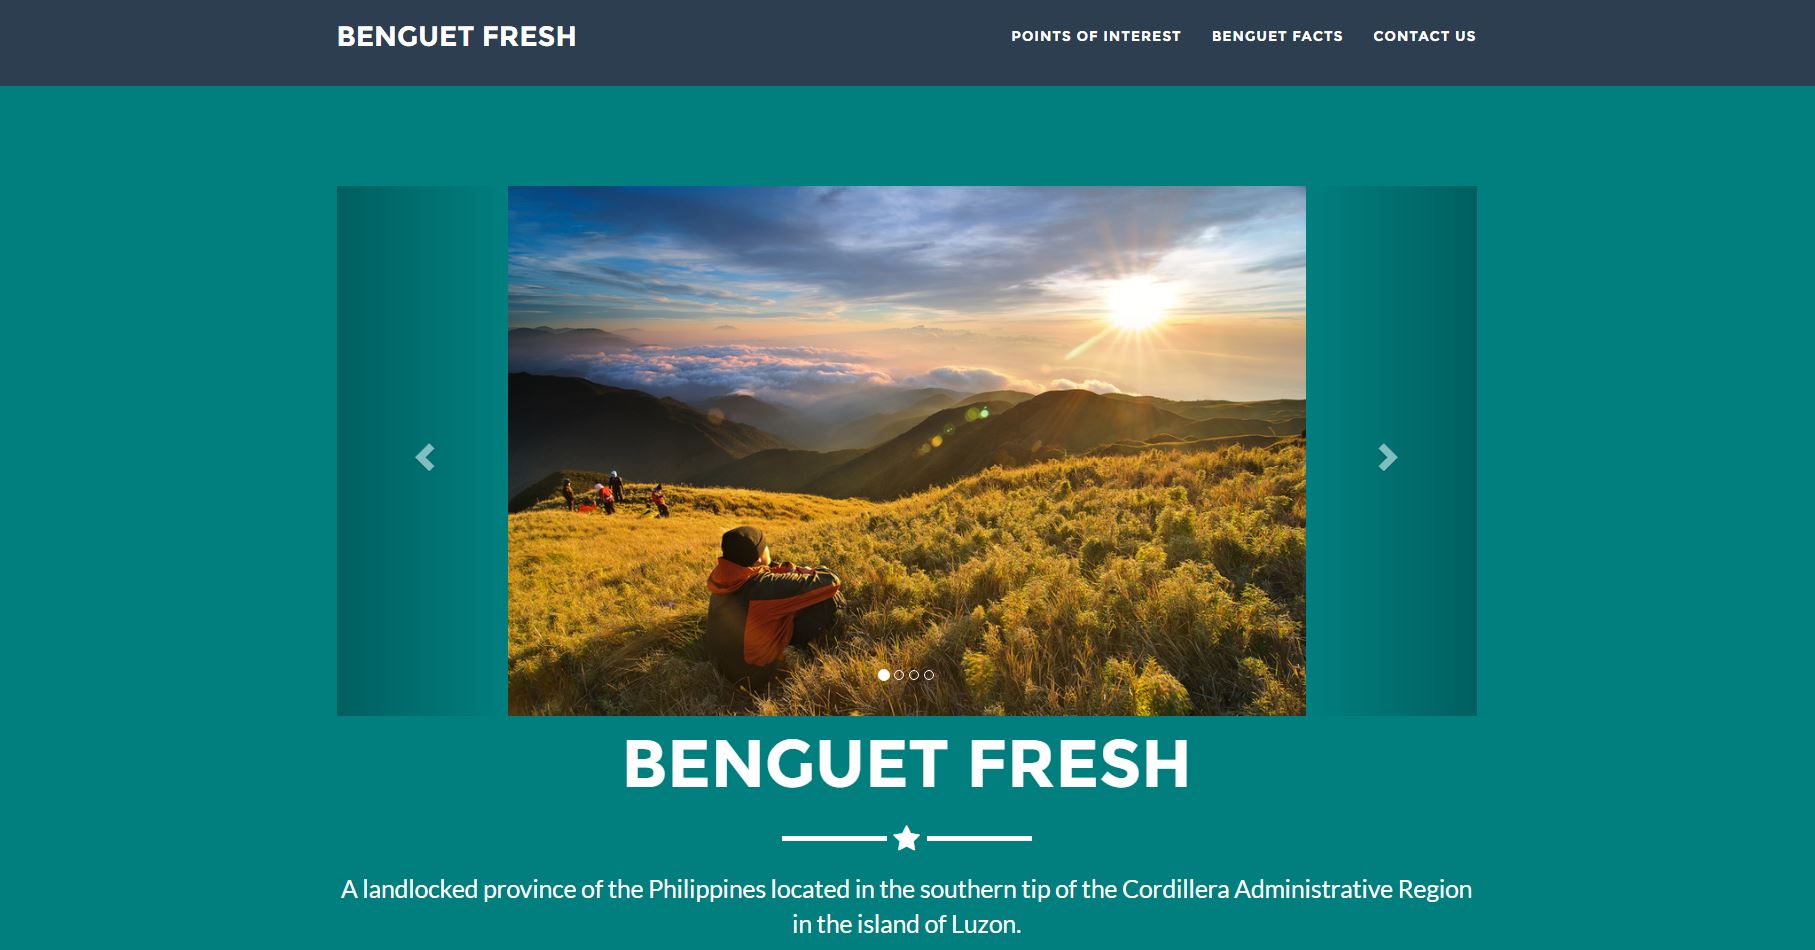 BENGUET FRESH
POINTS OF INTEREST
BENGUET FACTS
CONTACT US
BENGUET FRESH
A landlocked province of the Philippines located in the southern tip of the Cordillera Administrative Region
in the island of Luzon.